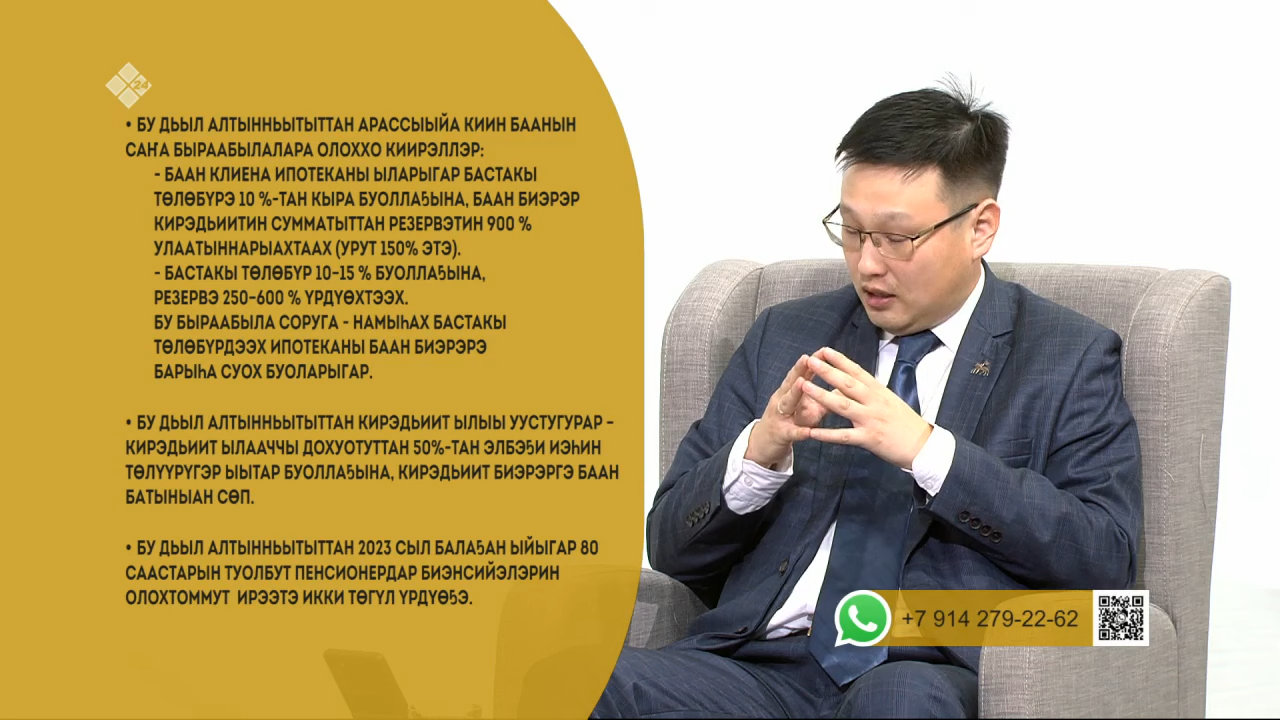 24
• БУ ДЬЫЛ АЛТЫННЬЫТЫТТАН АРАССЫЫЙА КИИН БААНЫН
САҤА БЫРААБЫЛАЛАРА ОЛОХХО КИИРЭЛЛЭР:
- БААН КЛИЕНА ИПОТЕКАНЫ ЫЛАРЫГАР БАСТАКЫ
ТӨЛӨБҮРЭ 10 %-ТАН КЫРА БУОЛЛАҔЫНА, БААН БИЭРЭР
КИРЭДЬИИТИН СУММАТЫТТАН РЕЗЕРВЭТИН 900 %
УЛААТЫННАРЫАХТААХ (УРУТ 150% ЭТЭ).
- БАСТАКЫ ТӨЛӨБҮР 10-15 % БУОЛЛАҔЫНА,
РЕЗЕРВЭ 250-600 % ҮРДҮӨХТЭЭХ.
БУ БЫРААБЫЛА СОРУГА - НАМЫҺАХ БАСТАКЫ
ТӨЛӨБҮРДЭЭХ ИПОТЕКАНЫ БААН БИЭРЭРЭ
БАРЫҺА СУОХ БУОЛАРЫГАР.
• БУ ДЬЫЛ АЛТЫННЬЫТЫТТАН КИРЭДЬИИТ ЫЛЫЫ УУСТУГУРАР –
КИРЭДЬИИТ ЫЛААЧЧЫ ДОХУОТУТТАН 50%-ТАН ЭЛБЭҔИ ИЭҺИН
ТӨЛҮҮРҮГЭР ЫЫТАР БУОЛЛАҔЫНА, КИРЭДЬИИТ БИЭРЭРГЭ БААН
БАТЫНЫАН СӨП.
• БУ ДЬЫЛ АЛТЫННЬЫТЫТТАН 2023 СЫЛ БАЛАҔАН ЫЙЫГАР 80
СААСТАРЫН ТУОЛБУТ ПЕНСИОНЕРДАР БИЭНСИЙЭЛЭРИН
ОЛОХТОММУТ ИРЭЭТЭ ИККИ ТӨГҮЛ ҮРДҮӨҔЭ.
+7 914 279-22-62